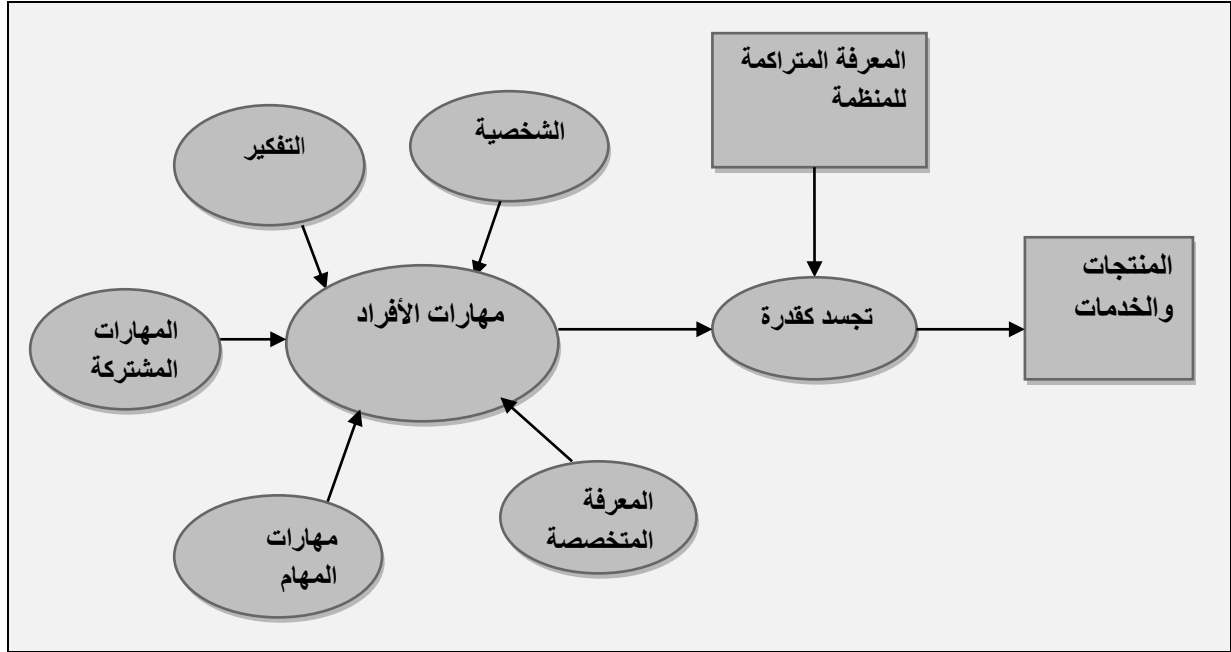 المعرفة المتراكمة
للمنظمة
الشخصية
التفكير
المنتجات
والخدمات
تجسد كقدرة
مهارات الأفراد
المهارات
المشتركة
المعرفة
المتخصصة
مهارات
المهام